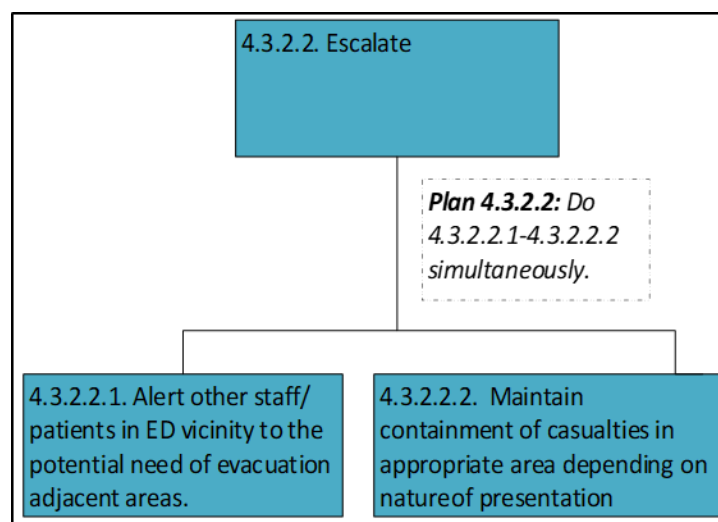 4.3.2.2. Escalate
Plan 4.3.2.2: Do
4.3.2.2.1-4.3.2.2.2
simultaneously.
4.3.2.2.1. Alert other staff/
patients in ED vicinity to the
potential need of evacuation
adjacent areas.
4.3.2.2.2. Maintain
containment of casualties in
appropriate area depending on
natureof presentation